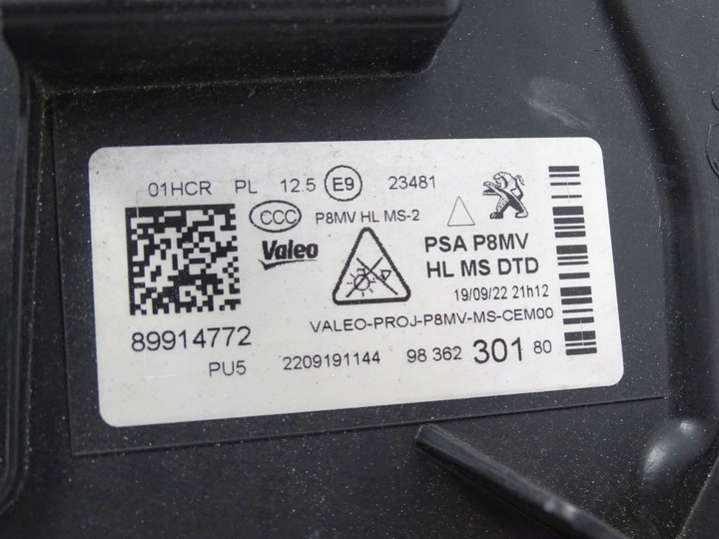 01HCR PL 12.5 E9 23481
CCC P8MV HL MS-2
Valeo
PSA P8MV
HL MS DTD
19/09/22 21h12
VALEO-PROJ-P8MV-MS-CEM00
89914772
PU5 2209191144 98 362 301 80